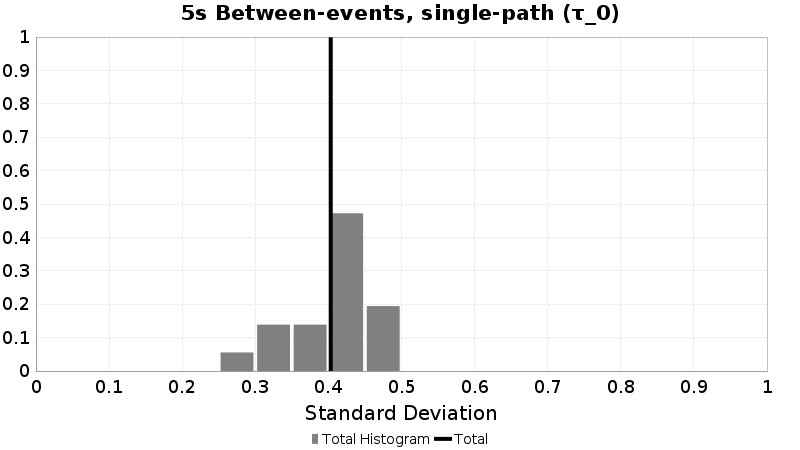 5s Between-events, single-path (τ_0)
1
0.9
0.8
0.7
0.6
0.5
0.4
0.3
0.2
0.1
0
0 0.1 0.2 0.3 0.4 0.5 0.6 0.7 0.8 0.9 1
Standard Deviation
Total Histogram Total